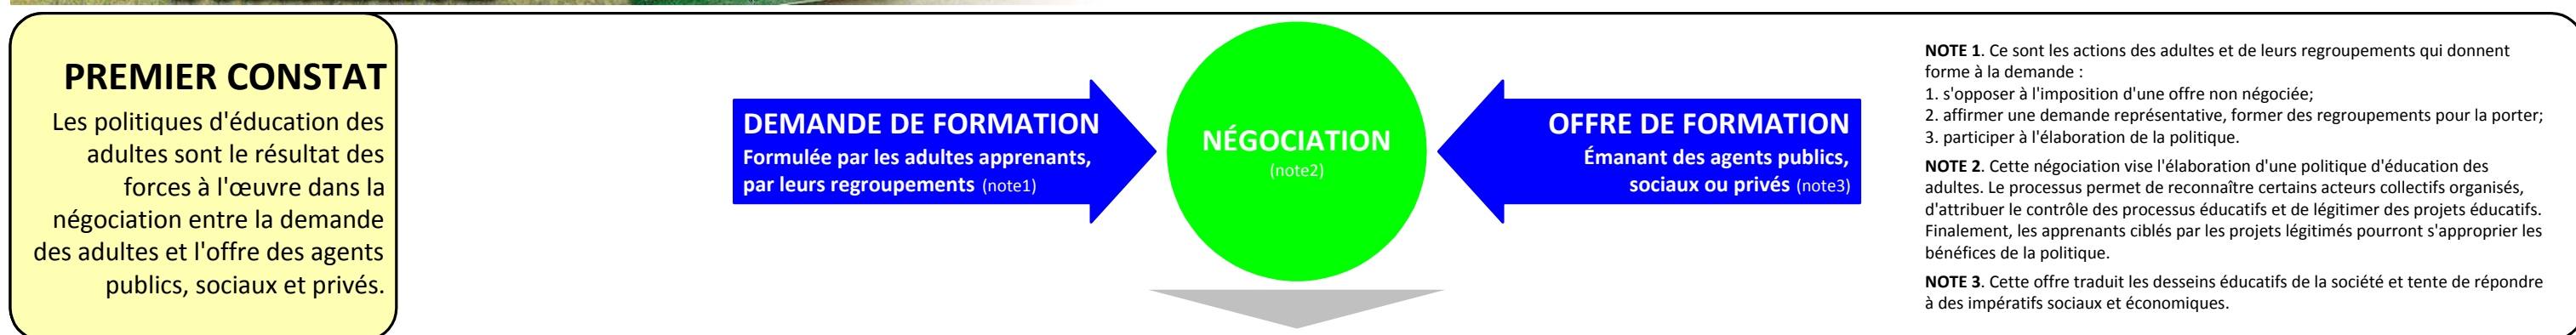 PREMIER CONSTAT
Les politiques d'éducation des
adultes sont le résultat des
forces à l'œuvre dans la
négociation entre la demande
des adultes et l'offre des agents
publics, sociaux et privés.
DEMANDE DE FORMATION
Formulée par les adultes apprenants,
par leurs regroupements (note1)
NÉGOCIATION
(note2)
OFFRE DE FORMATION
Émanant des agents publics,
sociaux ou privés (note3)
NOTE 1. Ce sont les actions des adultes et de leurs regroupements qui donnent
forme à la demande :
1. s'opposer à l'imposition d'une offre non négociée;
2. affirmer une demande représentative, former des regroupements pour la porter;
3. participer à l'élaboration de la politique.
NOTE 2. Cette négociation vise l'élaboration d'une politique d'éducation des
adultes. Le processus permet de reconnaître certains acteurs collectifs organisés,
d'attribuer le contrôle des processus éducatifs et de légitimer des projets éducatifs.
Finalement, les apprenants ciblés par les projets légitimés pourront s'approprier les
bénéfices de la politique.
NOTE 3. Cette offre traduit les desseins éducatifs de la société et tente de répondre
à des impératifs sociaux et économiques.